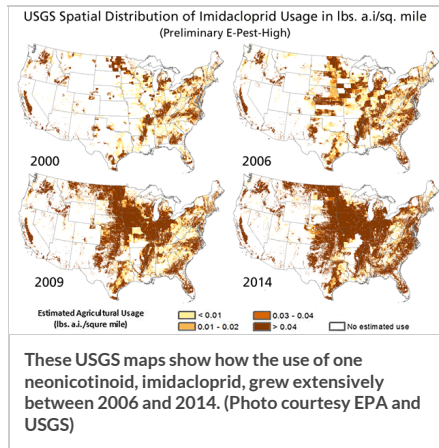 USGS Spatial Distribution of Imidacloprid Usage in lbs. a.i/sq. mile
(Preliminary E-Pest-High)
2000
2006
2009
2014
Estimated Agricultural Usage
(lbs. a.i./squre mile)
< 0.01
0.01 - 0.02
0.03 - 0.04
> 0.04
No estimated use
These USGS maps show how the use of one
neonicotinoid, imidacloprid, grew extensively
between 2006 and 2014. (Photo courtesy EPA and
USGS)